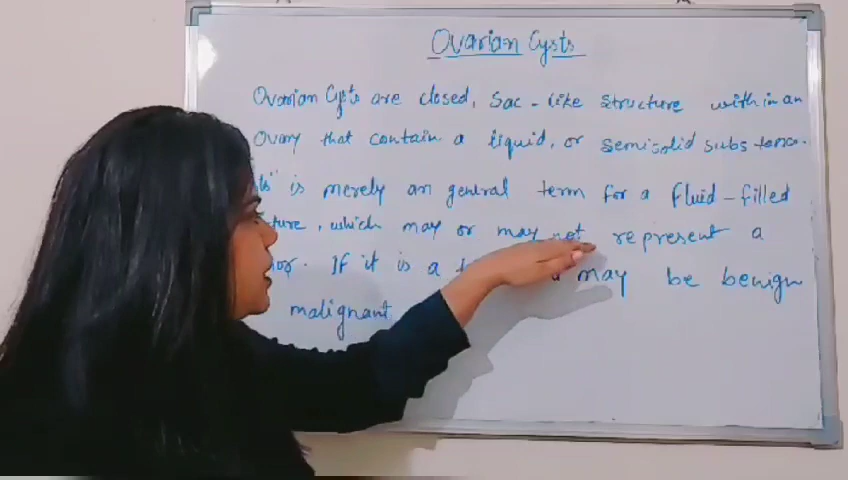 Ovarian Cysts
Ovarian Cysts are closed, Sac-like structure within an
Ovary that contain a liquid, or semisolid substance.
is merely an general term for a fluid-filled
which may or may not represent a
If it is a may be benign
malignant